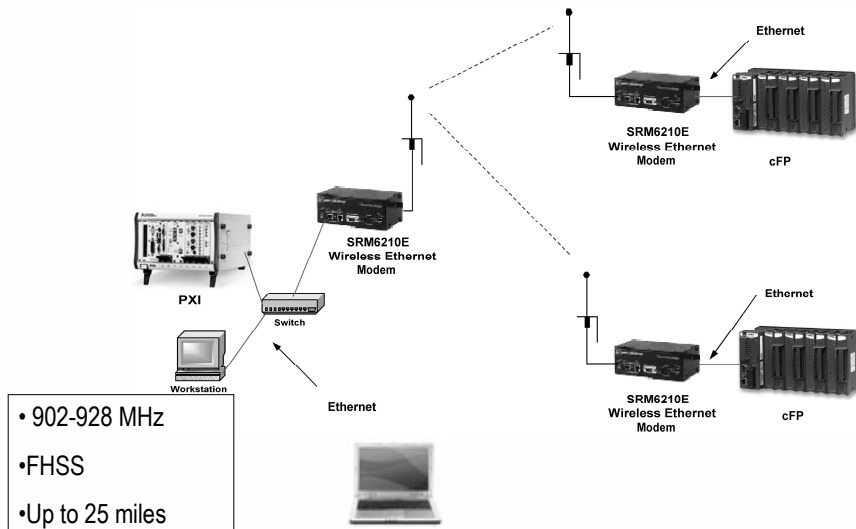 Ethernet
SRM6210E
Wireless Ethernet
Modem
cFP
SRM6210E
Wireless Ethernet
Modem
PXI
Switch
Workstation
Ethernet
Ethernet
SRM6210E
Wireless Ethernet
Modem
cFP
• 902-928 MHz
•FHSS
•Up to 25 miles